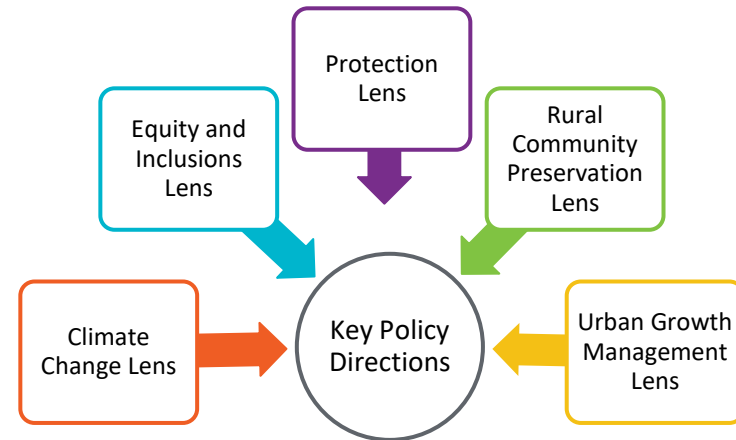 Protection
Lens
Equity and
Inclusions
Lens
Rural
Community
Preservation
Lens
Climate
Change Lens
Key Policy
Directions
Urban Growth
Management
Lens